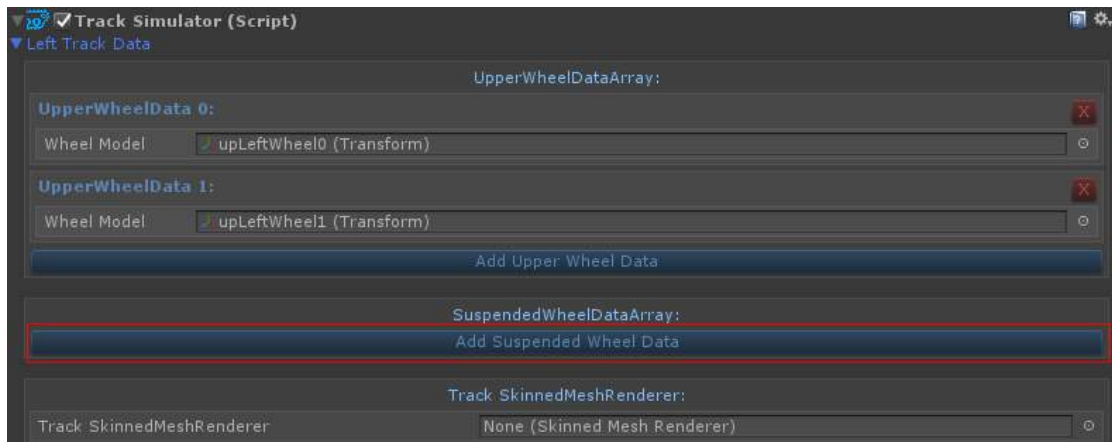 Track Simulator (Script)
Left Track Data
UpperWheelDataArray:
UpperWheelData 0:
X
Wheel Model upLeftWheel0 (Transform)
UpperWheelData 1:
X
Wheel Model upLeftWheel1 (Transform)
Add Upper Wheel Data
SuspendedWheelDataArray:
Add Suspended Wheel Data
Track SkinnedMeshRenderer:
Track SkinnedMeshRenderer None (Skinned Mesh Renderer)